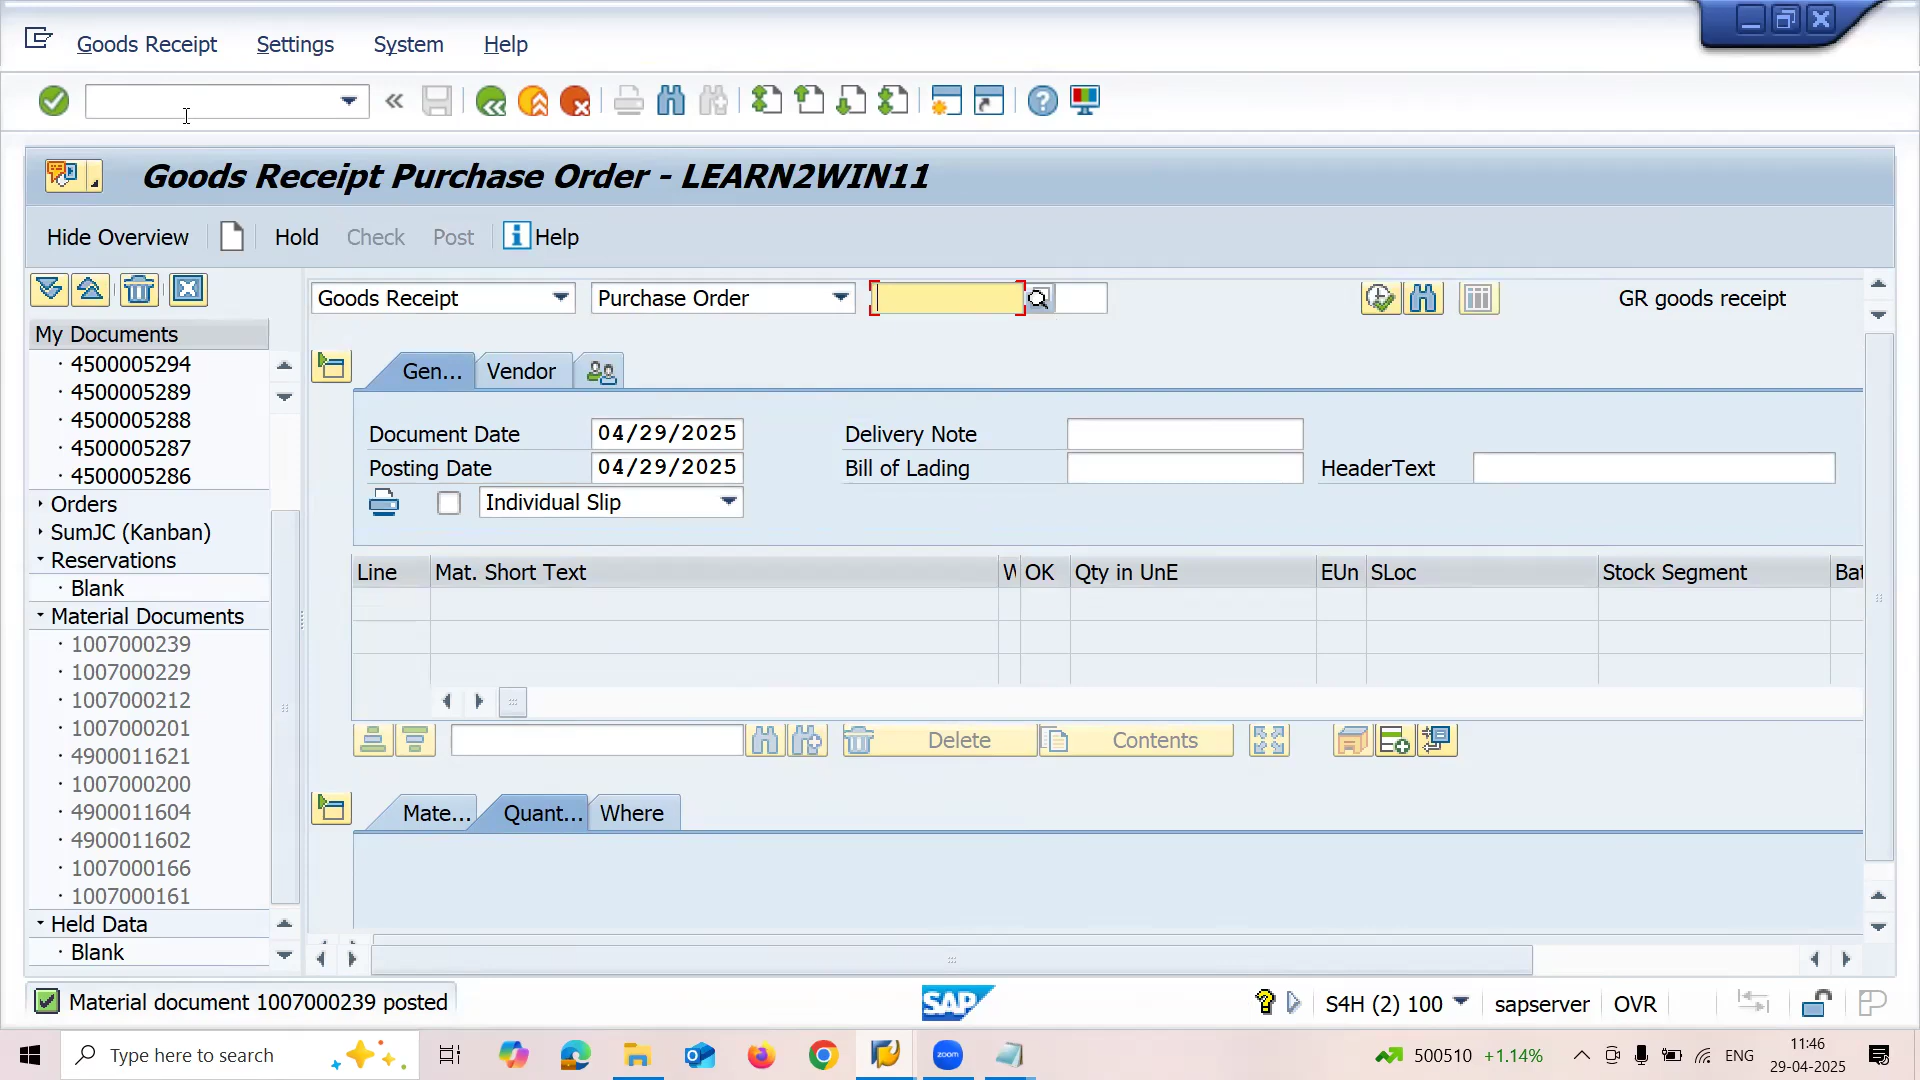 Goods Receipt Settings System Help
Goods Receipt Purchase Order - LEARN2WIN11
Hide Overview Hold Check Post Help
Goods Receipt Purchase Order GR goods receipt
My Documents
4500005294
4500005289
4500005288
4500005287
4500005286
Orders
SumJC (Kanban)
Reservations
Blank
Material Documents
1007000239
1007000229
1007000212
1007000201
4900011621
1007000200
4900011604
4900011602
1007000166
1007000161
Held Data
Blank
Gen... Vendor
Document Date 04/29/2025 Delivery Note
Posting Date 04/29/2025 Bill of Lading HeaderText
Individual Slip
Line Mat. Short Text W OK Qty in UnE EUn SLoc Stock Segment Bat
Delete Contents
Mate... Quant... Where
Material document 1007000239 posted SAP S4H (2) 100 sapserver OVR
Type here to search zoom 500510 +1.14% ENG 11:46
29-04-2025